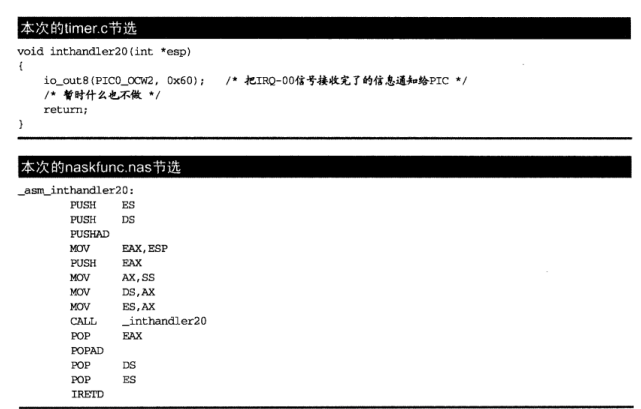 本次的timer.c节选
void inthandler20(int *esp)
{
    io_out8(PIC0_OCW2, 0x60);   /* 把IRQ-00信号接收完了的信息通知给PIC */
    /* 暂时什么也不做 */
    return;
}
本次的naskfunc.nas节选
_asm_inthandler20:
        PUSH    ES
        PUSH    DS
        PUSHAD
        MOV     EAX,ESP
        PUSH    EAX
        MOV     AX,SS
        MOV     DS,AX
        MOV     ES,AX
        CALL    _inthandler20
        POP     EAX
        POPAD
        POP     DS
        POP     ES
        IRETD